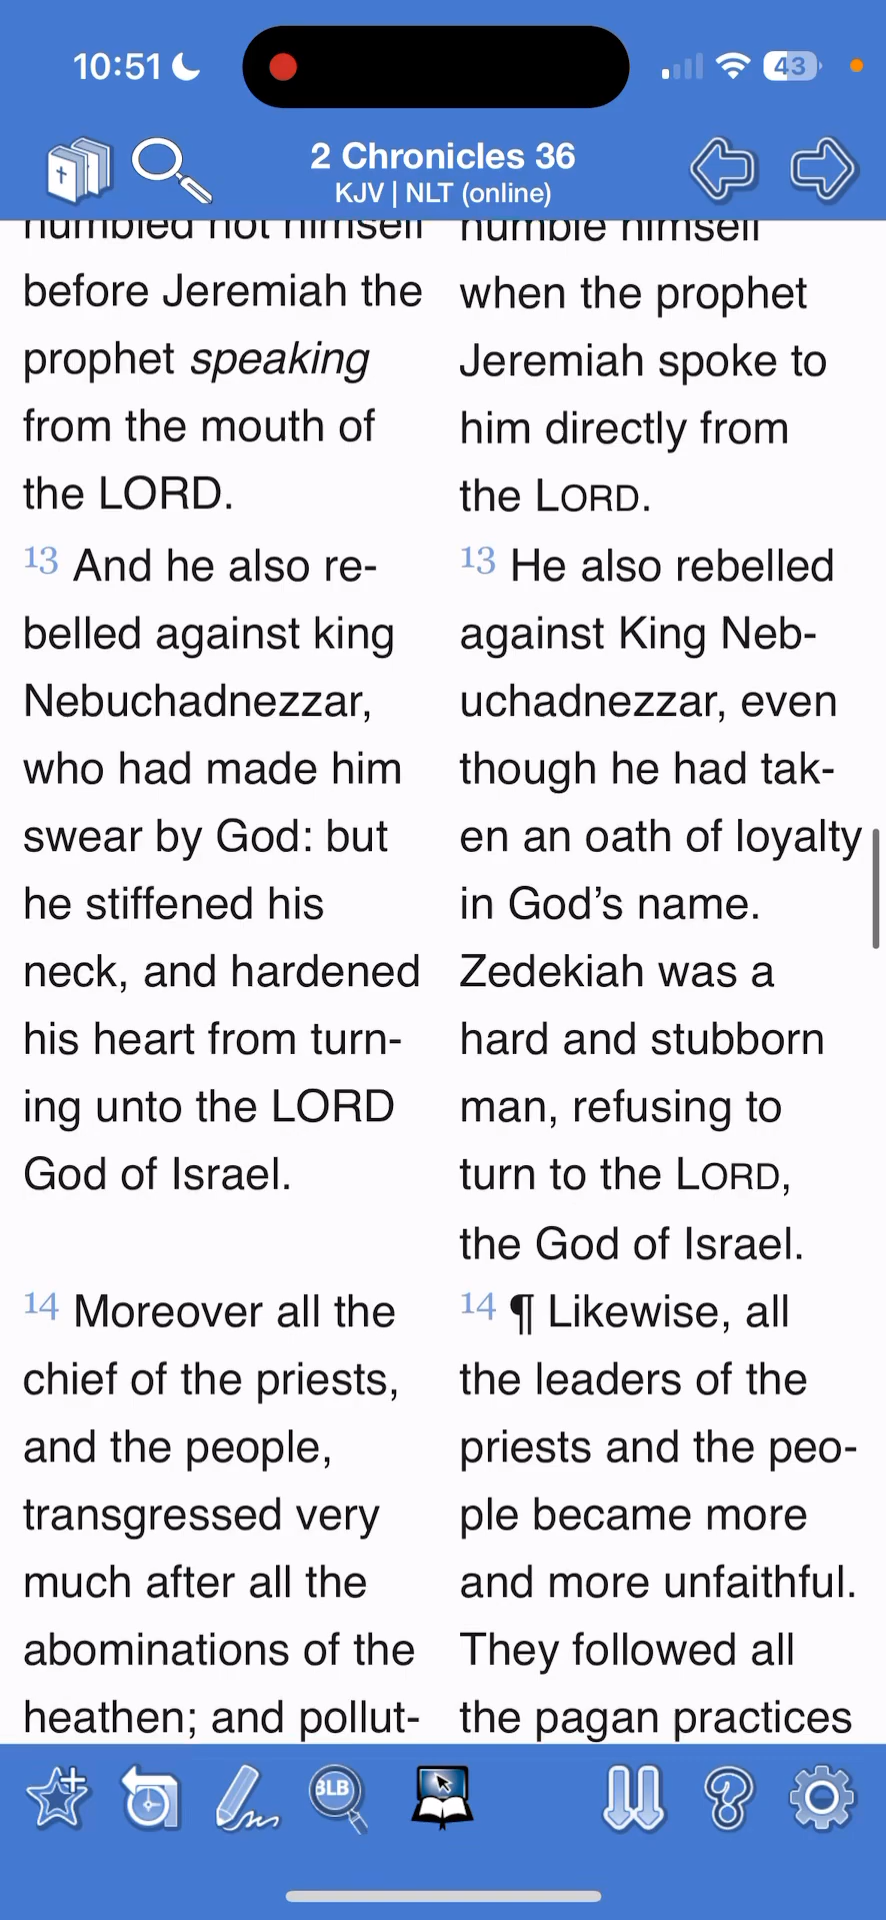 10:51
43
2 Chronicles 36
KJV | NLT (online)
humbled not himself
before Jeremiah the
prophet speaking
from the mouth of
the LORD.
13 And he also re-
belled against king
Nebuchadnezzar,
who had made him
swear by God: but
he stiffened his
neck, and hardened
his heart from turn-
ing unto the LORD
God of Israel.
14 Moreover all the
chief of the priests,
and the people,
transgressed very
much after all the
abominations of the
heathen; and pollut-
humble himself
when the prophet
Jeremiah spoke to
him directly from
the LORD.
13 He also rebelled
against King Neb-
uchadnezzar, even
though he had tak-
en an oath of loyalty
in God’s name.
Zedekiah was a
hard and stubborn
man, refusing to
turn to the LORD,
the God of Israel.
14 ¶ Likewise, all
the leaders of the
priests and the peo-
ple became more
and more unfaithful.
They followed all
the pagan practices
BLB